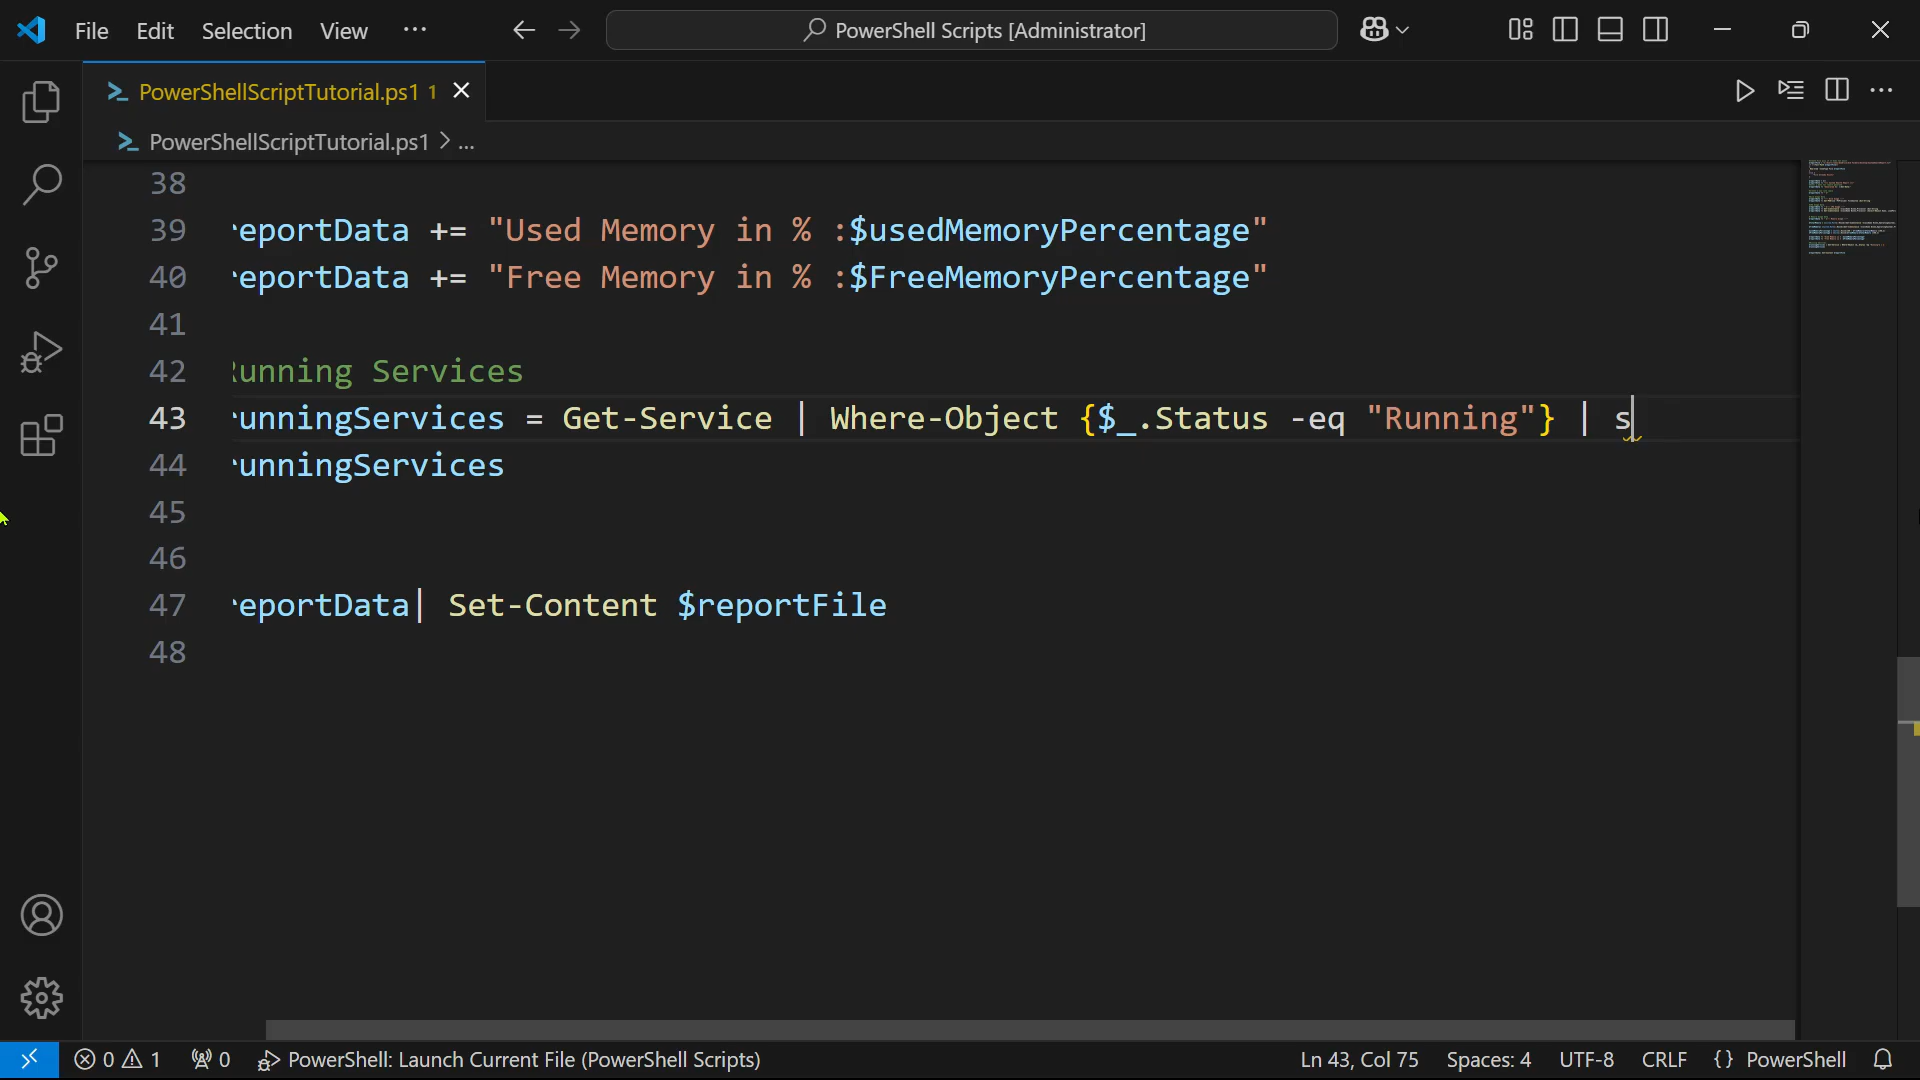 File Edit Selection View ··· PowerShell Scripts [Administrator]
PowerShellScriptTutorial.ps1 1
PowerShellScriptTutorial.ps1 > ...
38
39 eportData += "Used Memory in % :$usedMemoryPercentage"
40 eportData += "Free Memory in % :$FreeMemoryPercentage"
41
42 unning Services
43 unningServices = Get-Service | Where-Object {$_.Status -eq "Running"} | s
44 unningServices
45
46
47 eportData| Set-Content $reportFile
48
0 1 0 PowerShell: Launch Current File (PowerShell Scripts) Ln 43, Col 75 Spaces: 4 UTF-8 CRLF {} PowerShell